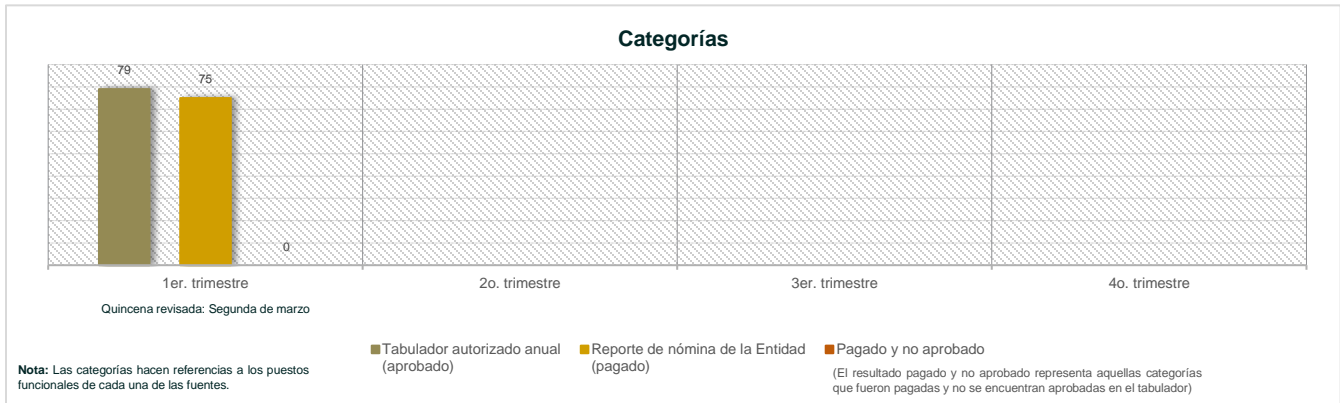 Categorías
79
75
0
1er. trimestre
2o. trimestre
3er. trimestre
4o. trimestre
Quincena revisada: Segunda de marzo
Tabulador autorizado anual
(aprobado)
Reporte de nómina de la Entidad
(pagado)
Pagado y no aprobado
(El resultado pagado y no aprobado representa aquellas categorías
que fueron pagadas y no se encuentran aprobadas en el tabulador)
Nota: Las categorías hacen referencias a los puestos
funcionales de cada una de las fuentes.